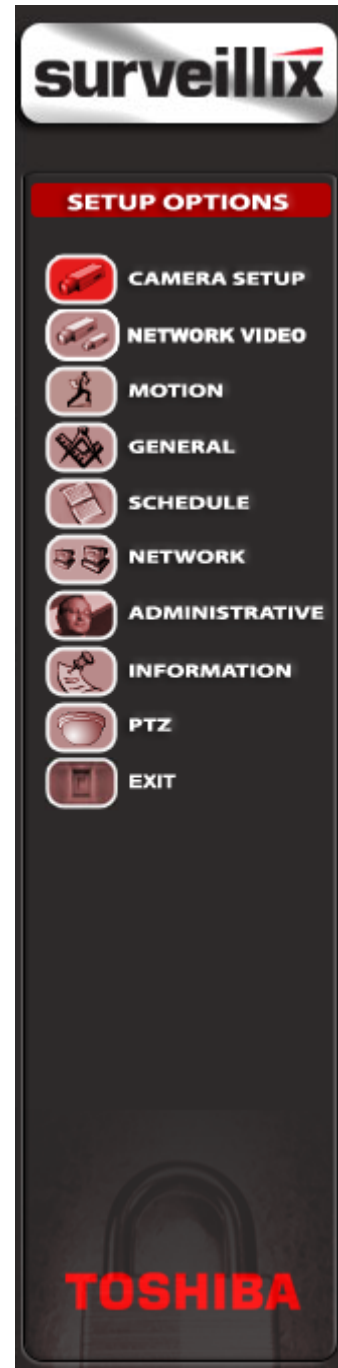 surveillix
SETUP OPTIONS
CAMERA SETUP
NETWORK VIDEO
MOTION
GENERAL
SCHEDULE
NETWORK
ADMINISTRATIVE
INFORMATION
PTZ
EXIT
TOSHIBA